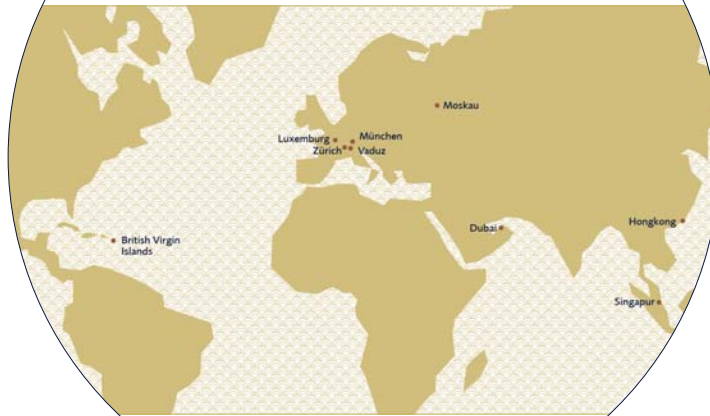 Moskau
München
Luxemburg
Zürich
Vaduz
Dubai
Hongkong
British Virgin
Islands
Singapur